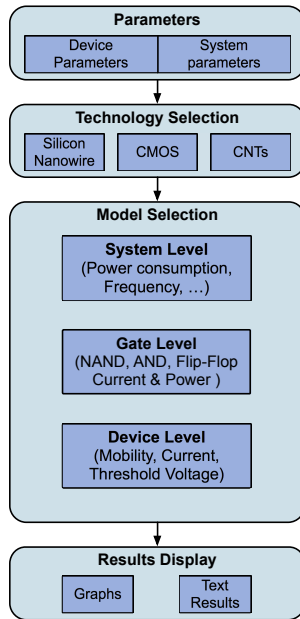 Parameters
Device
Parameters
System
parameters
Technology Selection
Silicon
Nanowire
CMOS
CNTs
Model Selection
System Level
(Power consumption,
Frequency, ...)
Gate Level
(NAND, AND, Flip-Flop
Current & Power )
Device Level
(Mobility, Current,
Threshold Voltage)
Results Display
Graphs
Text
Results